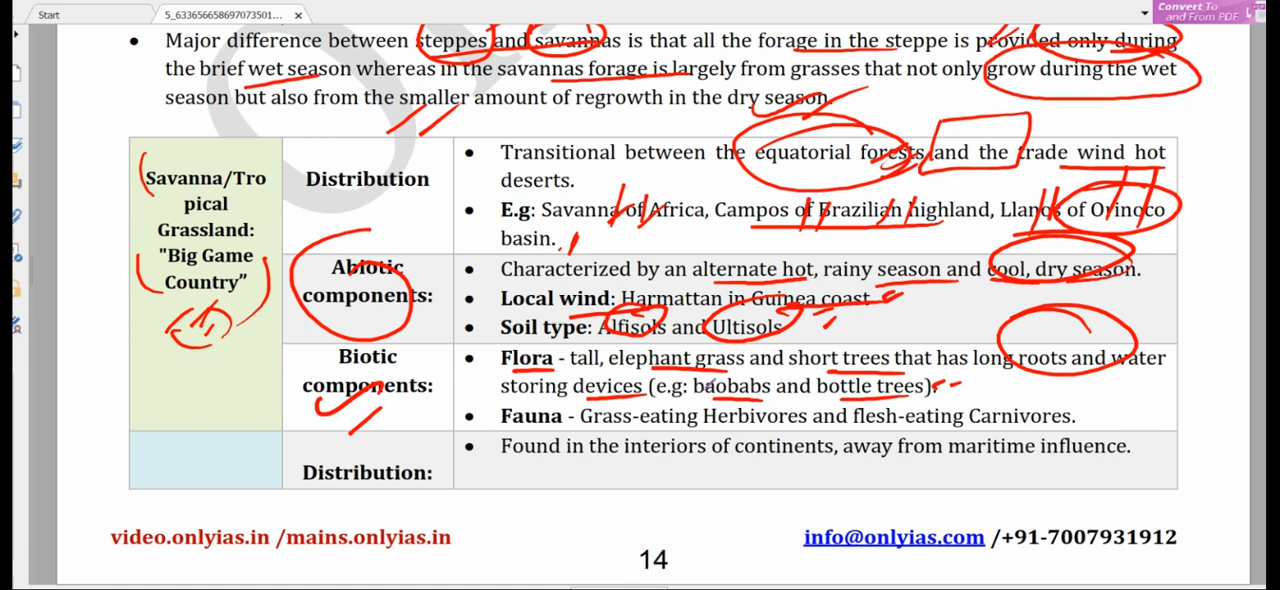 Start
5_633656658697073501...
Convert To
and From PDF
Major difference between steppes and savannas is that all the forage in the steppe is provided only during
the brief wet season whereas in the savannas forage is largely from grasses that not only grow during the wet
season but also from the smaller amount of regrowth in the dry season.
Savanna/Tro
pical
Grassland:
"Big Game
Country”
Distribution
Transitional between the equatorial forests and the trade wind hot
deserts.
E.g: Savanna of Africa, Campos of Brazilian highland, Llanos of Orinoco
basin.
Abiotic
components:
Characterized by an alternate hot, rainy season and cool, dry season.
Local wind: Harmattan in Guinea coast
Soil type: Alfisols and Ultisols
Biotic
components:
Flora - tall, elephant grass and short trees that has long roots and water
storing devices (e.g: baobabs and bottle trees).
Fauna - Grass-eating Herbivores and flesh-eating Carnivores.
Distribution:
Found in the interiors of continents, away from maritime influence.
video.onlyias.in /mains.onlyias.in
info@onlyias.com /+91-7007931912
14